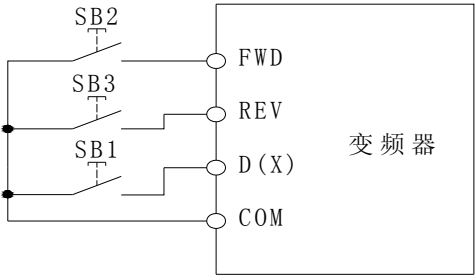 SB2
FWD
SB3
REV
SB1
D(X)
COM
变频器